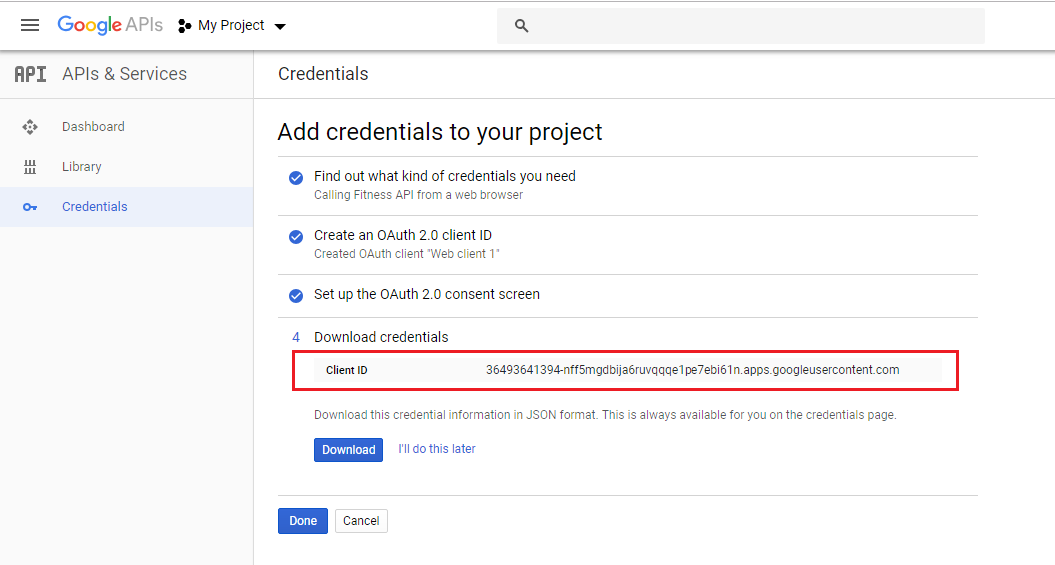 Google APIs My Project
API APIs & Services
Credentials
Dashboard
Library
Credentials
Add credentials to your project
Find out what kind of credentials you need
Calling Fitness API from a web browser
Create an OAuth 2.0 client ID
Created OAuth client "Web client 1"
Set up the OAuth 2.0 consent screen
4 Download credentials
Client ID 36493641394-nff5mgdbija6ruvqqqe1pe7ebi61n.apps.googleusercontent.com
Download this credential information in JSON format. This is always available for you on the credentials page.
Download I'll do this later
Done Cancel